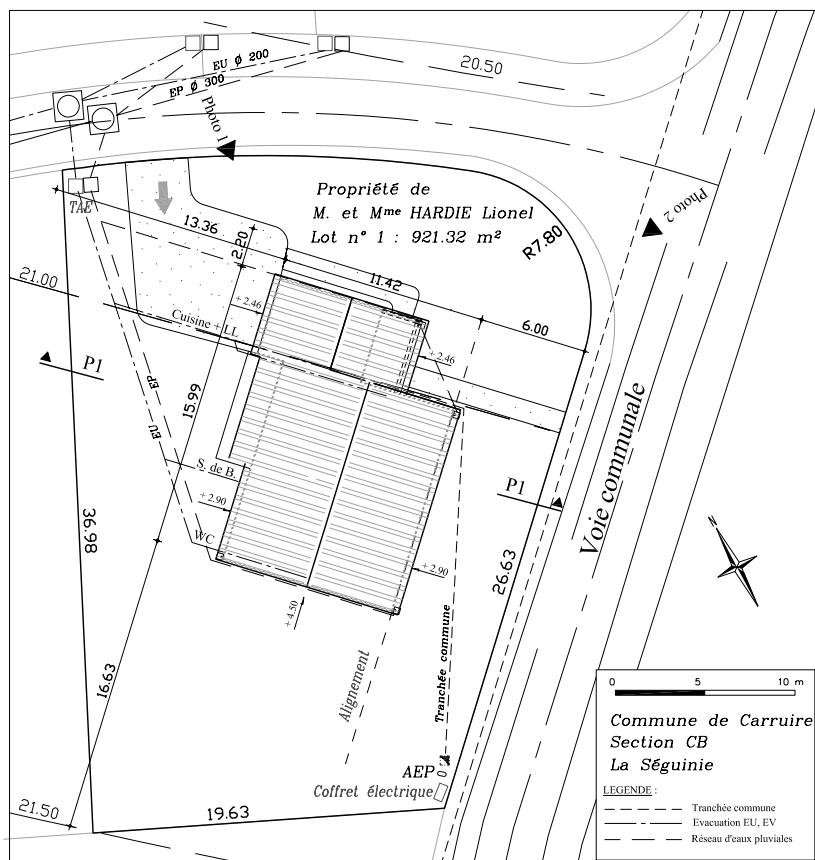 EU Ø 200
EP Ø 300
20.50
Photo 1
Photo 2
Propriété de
M. et Mme HARDIE Lionel
Lot n° 1 : 921.32 m²
R7.80
TAE
13.36
2.20
11.42
6.00
21.00
+ 2.46
Cuisine + LL
+ 2.46
P1
EP
EU
15.99
S. de B.
P1
+ 2.90
WC
+ 2.90
+ 4.50
36.98
26.63
Voie communale
N
Tranchée commune
Alignement
16.63
AEP
Coffret électrique
21.50
19.63
0 5 10 m
Commune de Carruire
Section CB
La Séguinie
LEGENDE :
Tranchée commune
Evacuation EU, EV
Réseau d'eaux pluviales